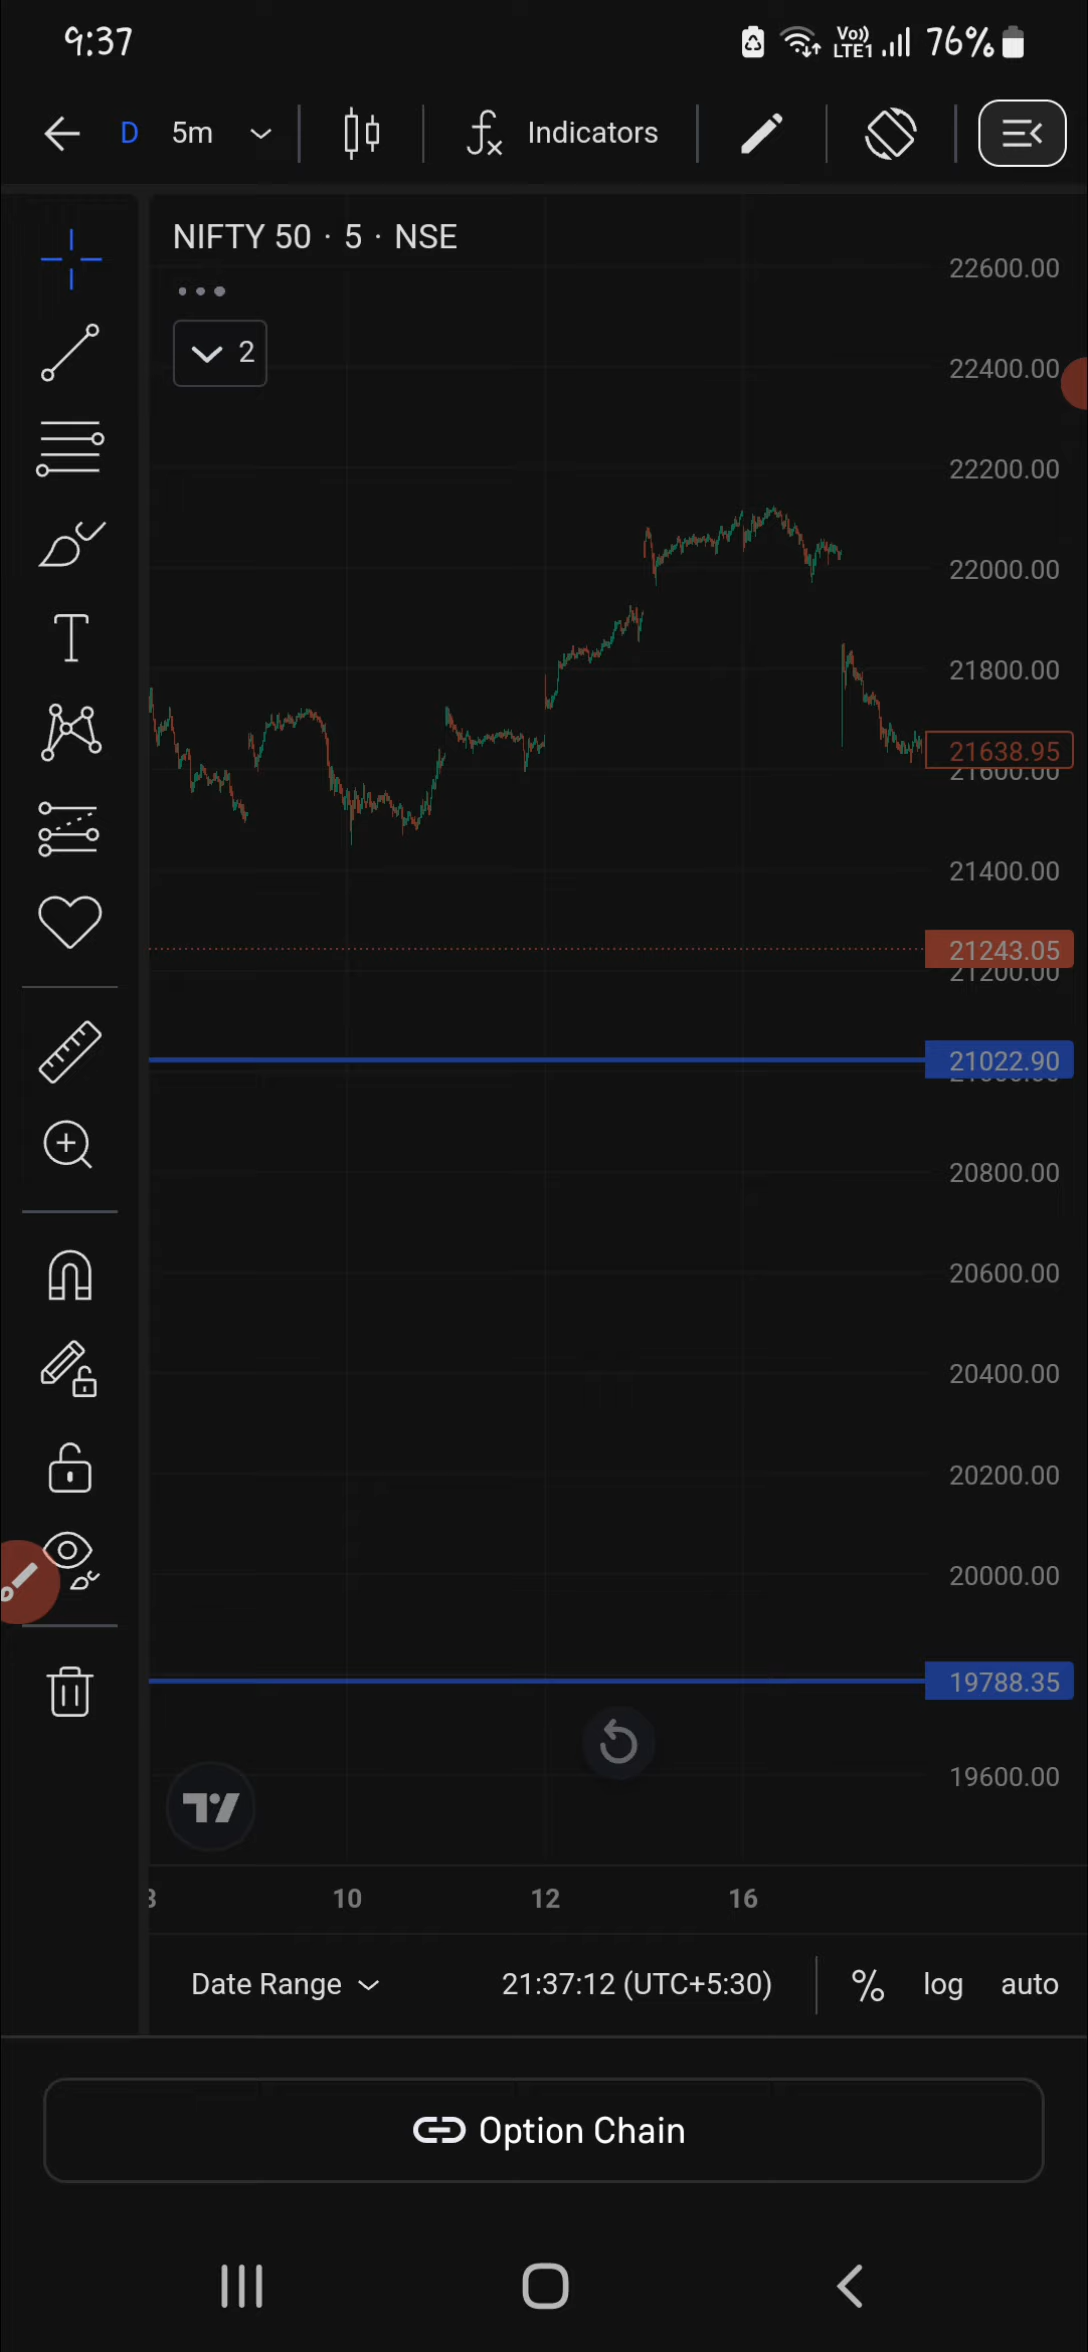 9:37
Vo))
LTE1
76%
D 5m
Indicators
NIFTY 50 · 5 · NSE
2
22600.00
22400.00
22200.00
22000.00
21800.00
21638.95
21600.00
21400.00
21243.05
21200.00
21022.90
20800.00
20600.00
20400.00
20200.00
20000.00
19788.35
19600.00
10 12 16
Date Range 21:37:12 (UTC+5:30) % log auto
Option Chain